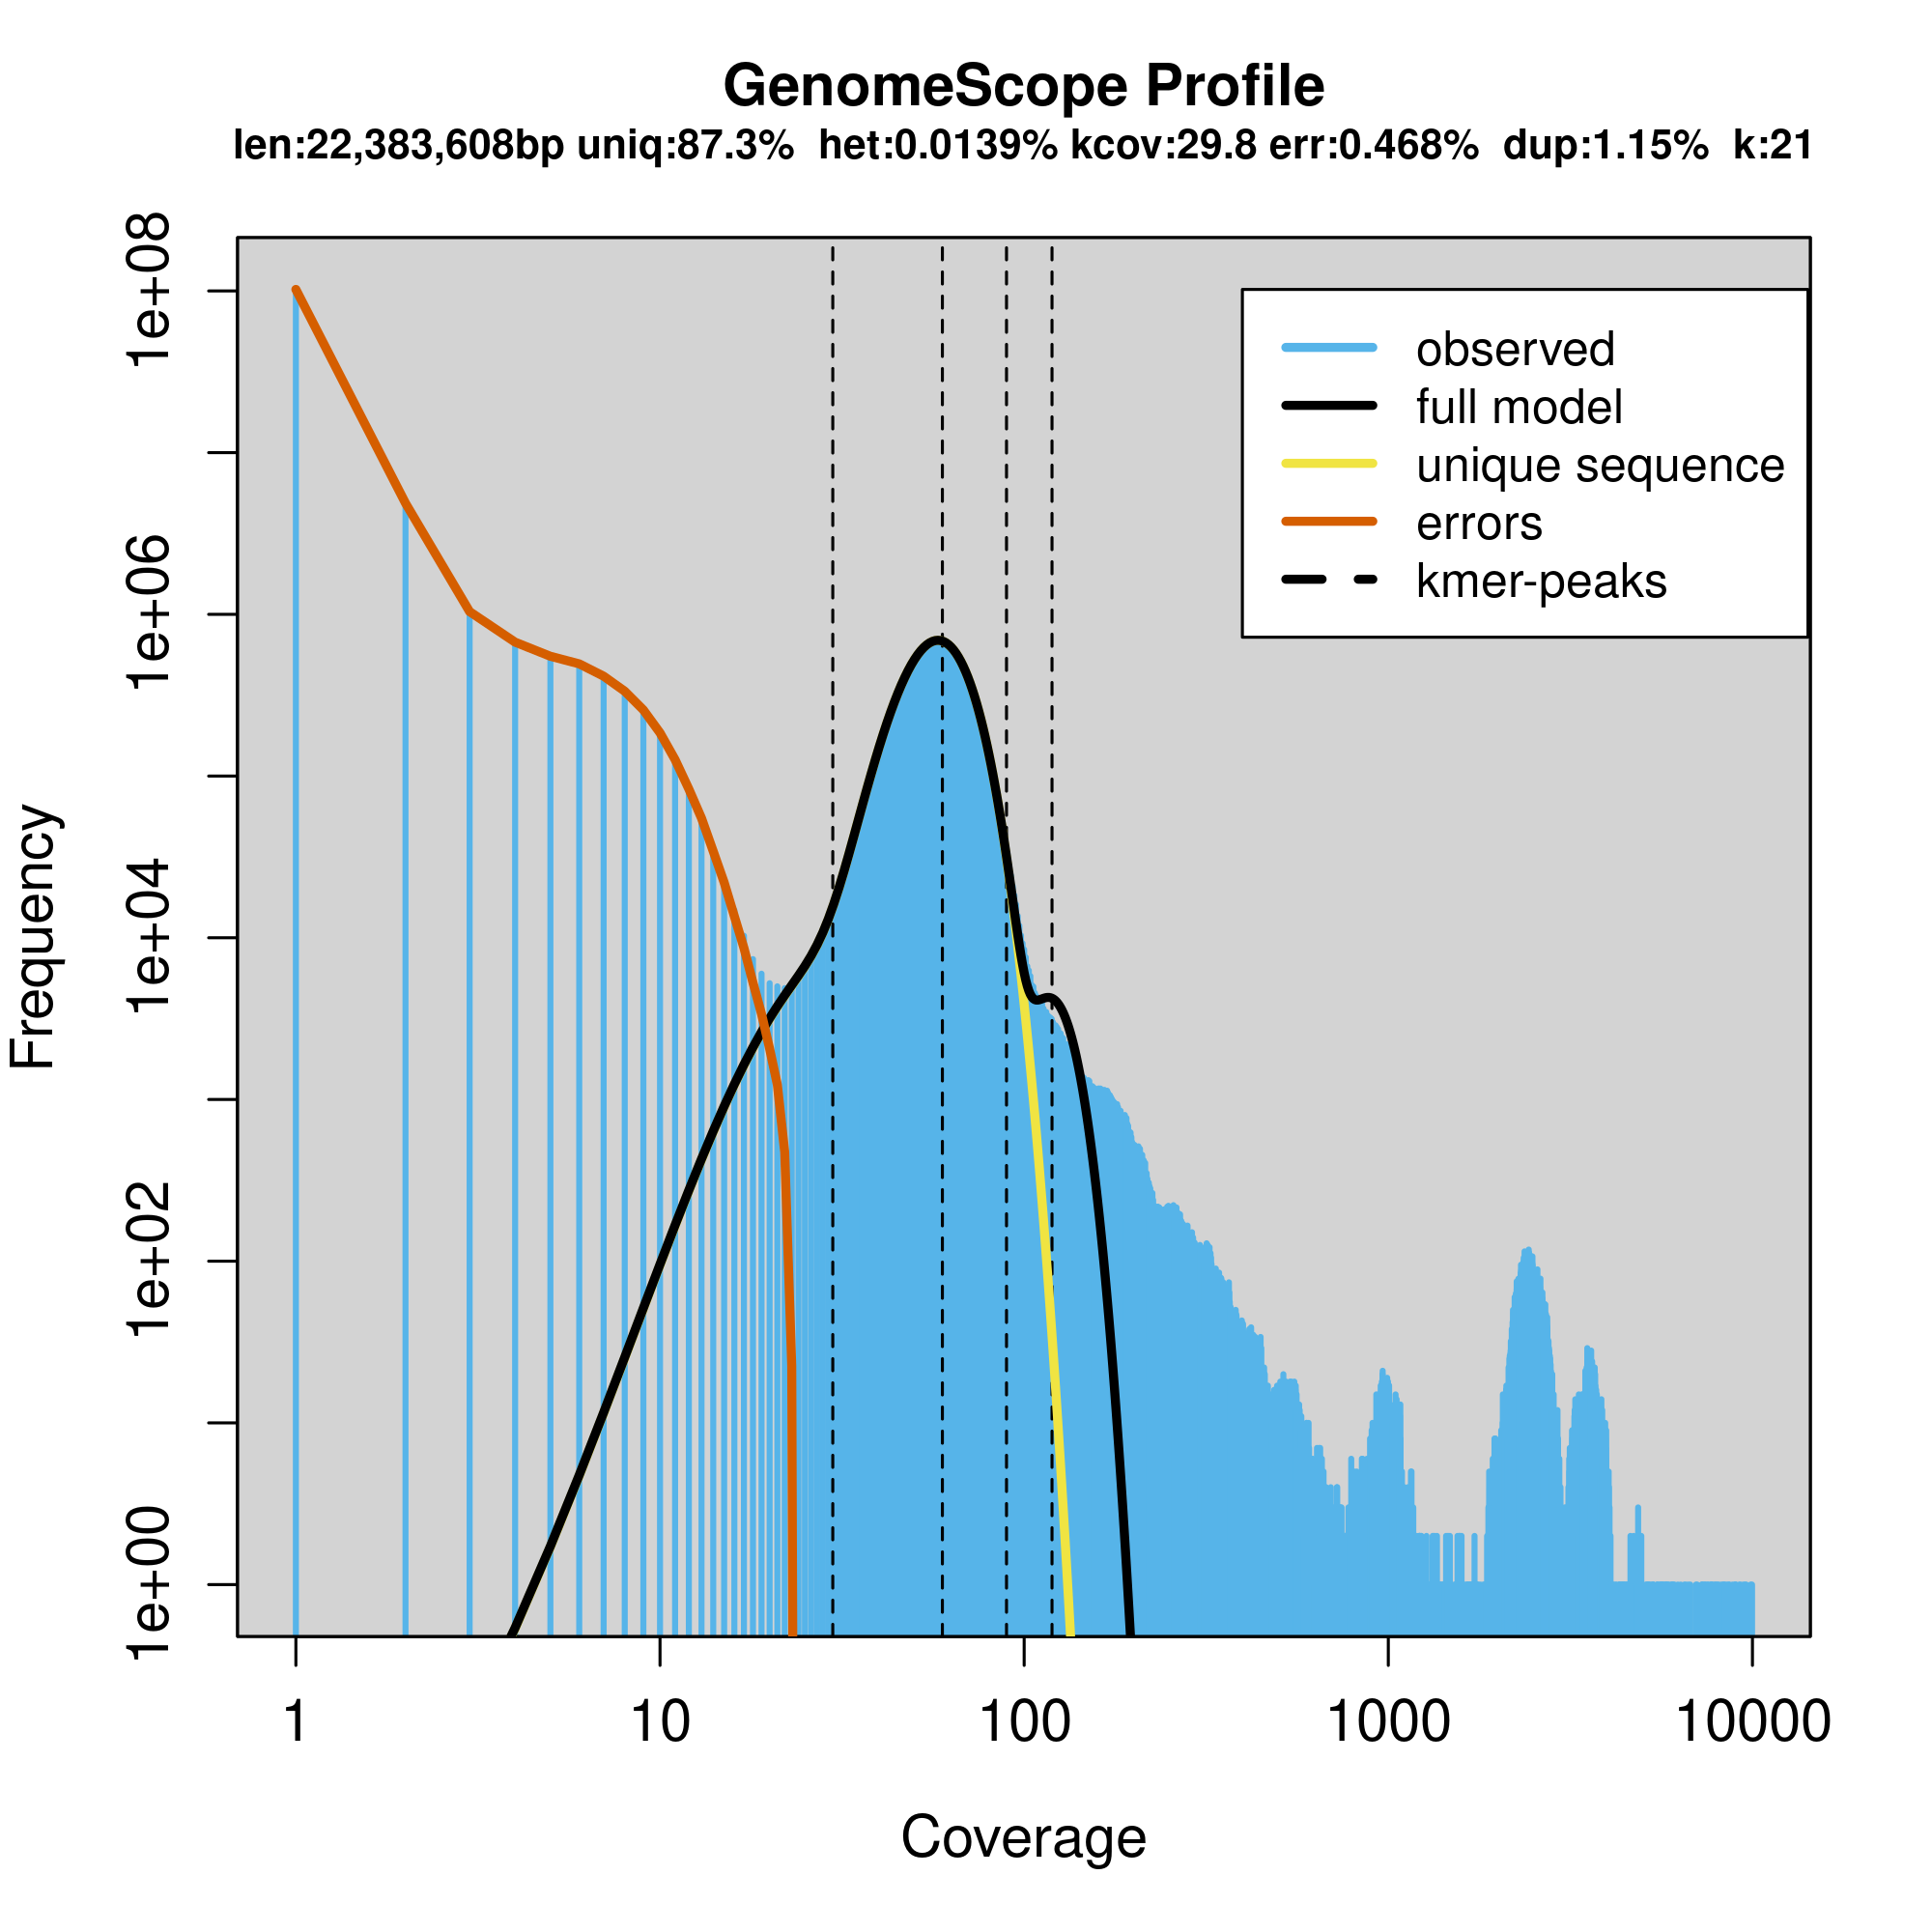 GenomeScope Profile
len:22,383,608bp uniq:87.3% het:0.0139% kcov:29.8 err:0.468% dup:1.15% k:21
1e+08
1e+06
1e+04
1e+02
1e+00
Frequency
observed
full model
unique sequence
errors
kmer-peaks
1 10 100 1000 10000
Coverage